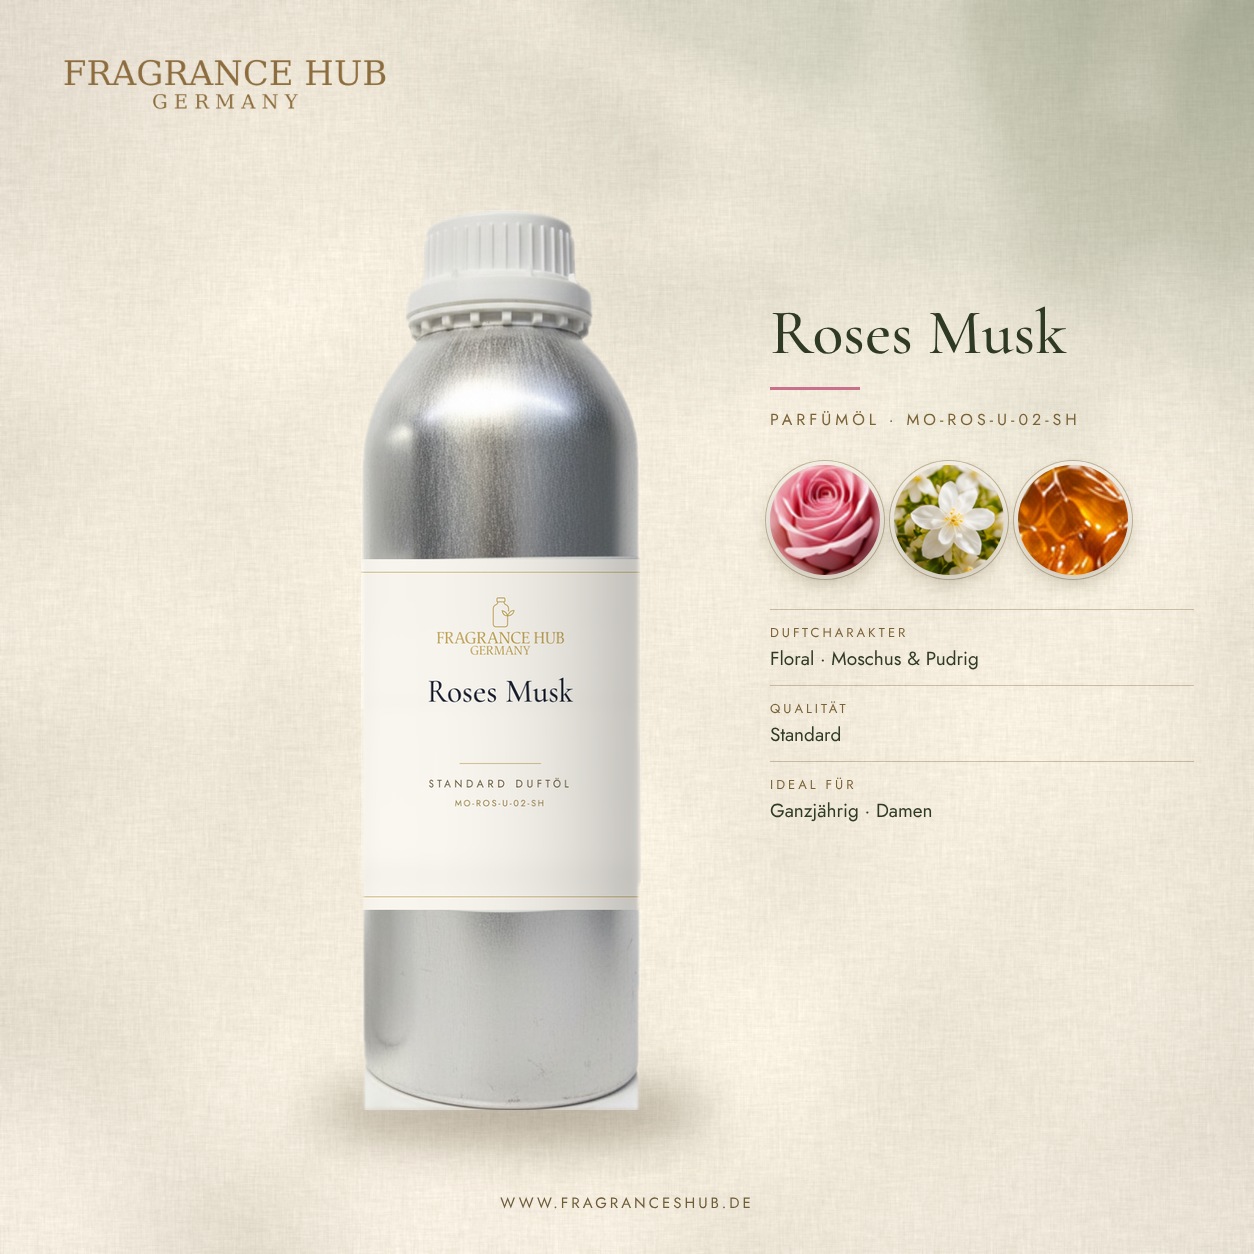 FRAGRANCE HUB
GERMANY
Roses Musk
PARFÜMÖL · MO-ROS-U-02-SH
DUFTCHARAKTER
Floral · Moschus & Pudrig
QUALITÄT
Standard
IDEAL FÜR
Ganzjährig · Damen
FRAGRANCE HUB
GERMANY
Roses Musk
STANDARD DUFTÖL
MO-ROS-U-02-SH
WWW.FRAGRANCESHUB.DE